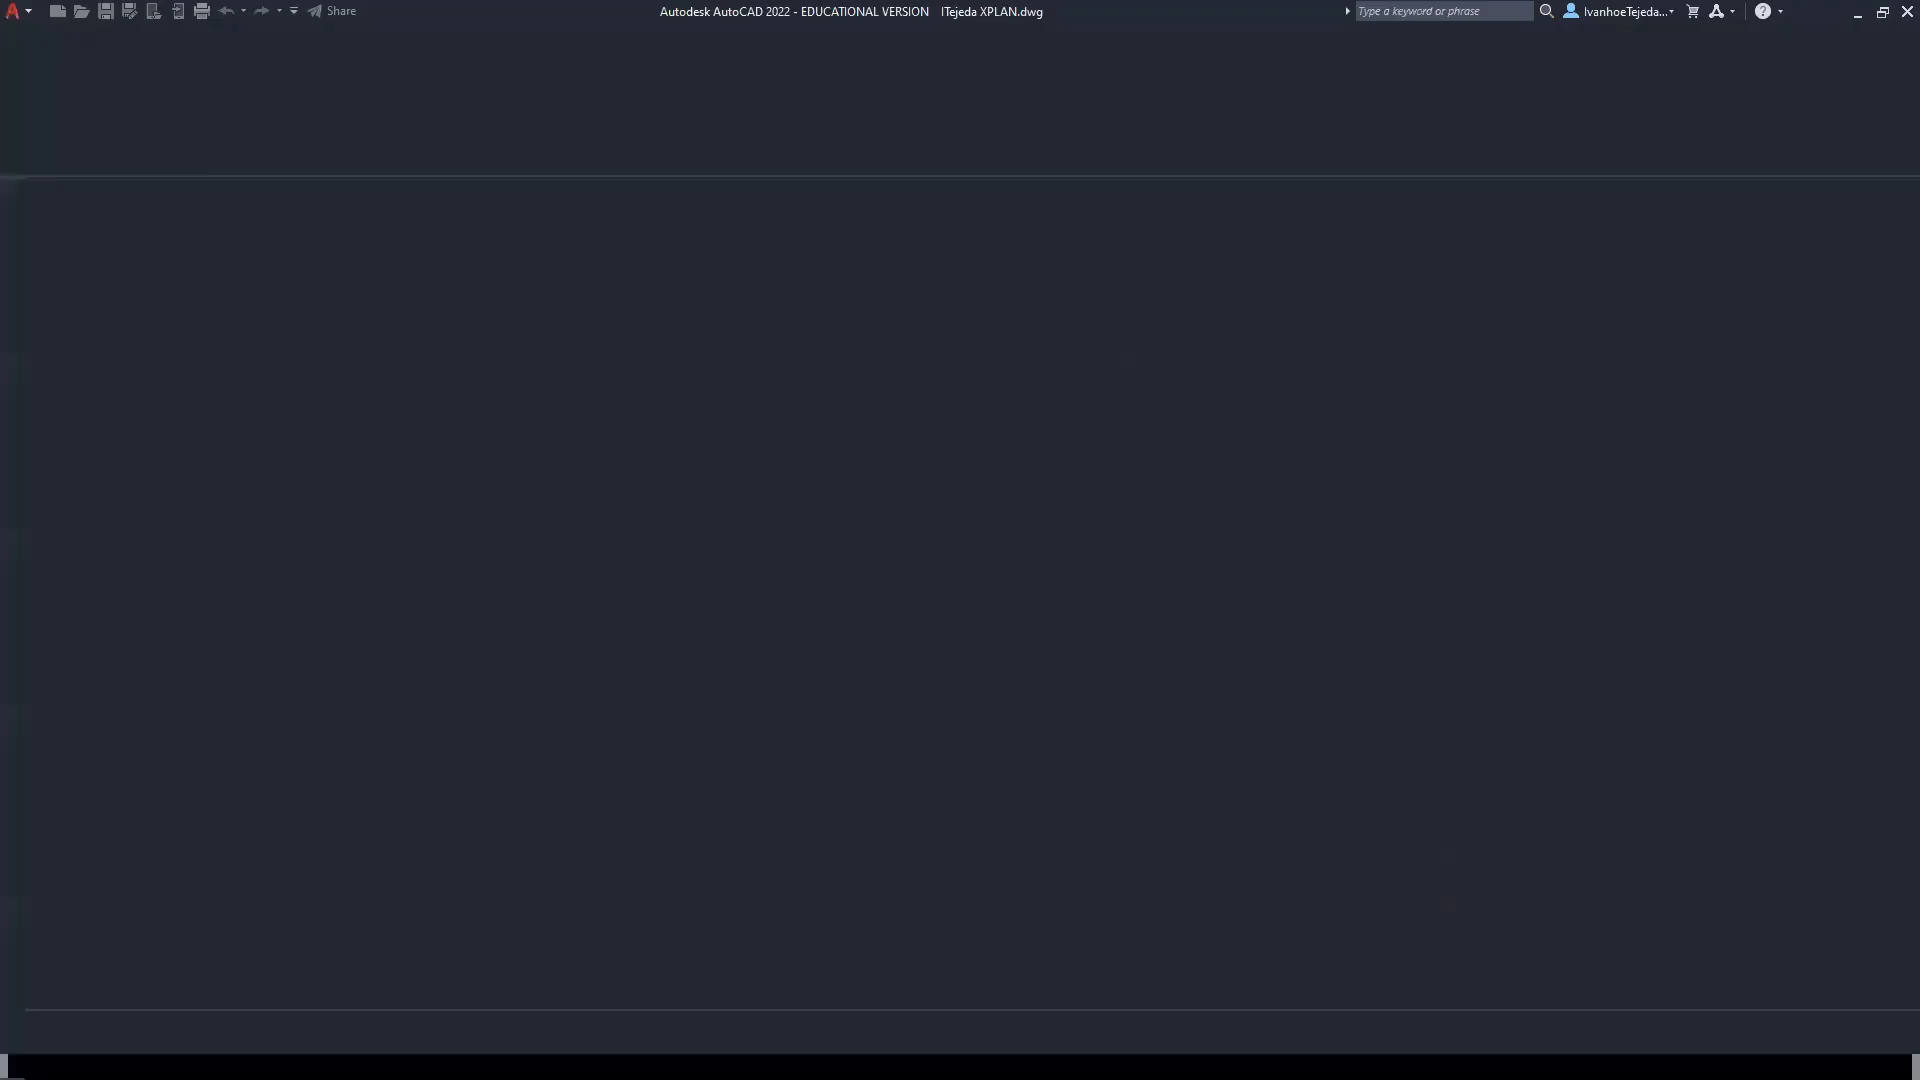 Share
Autodesk AutoCAD 2022 - EDUCATIONAL VERSION ITejeda XPLAN.dwg
Type a keyword or phrase
IvanhoeTejeda...